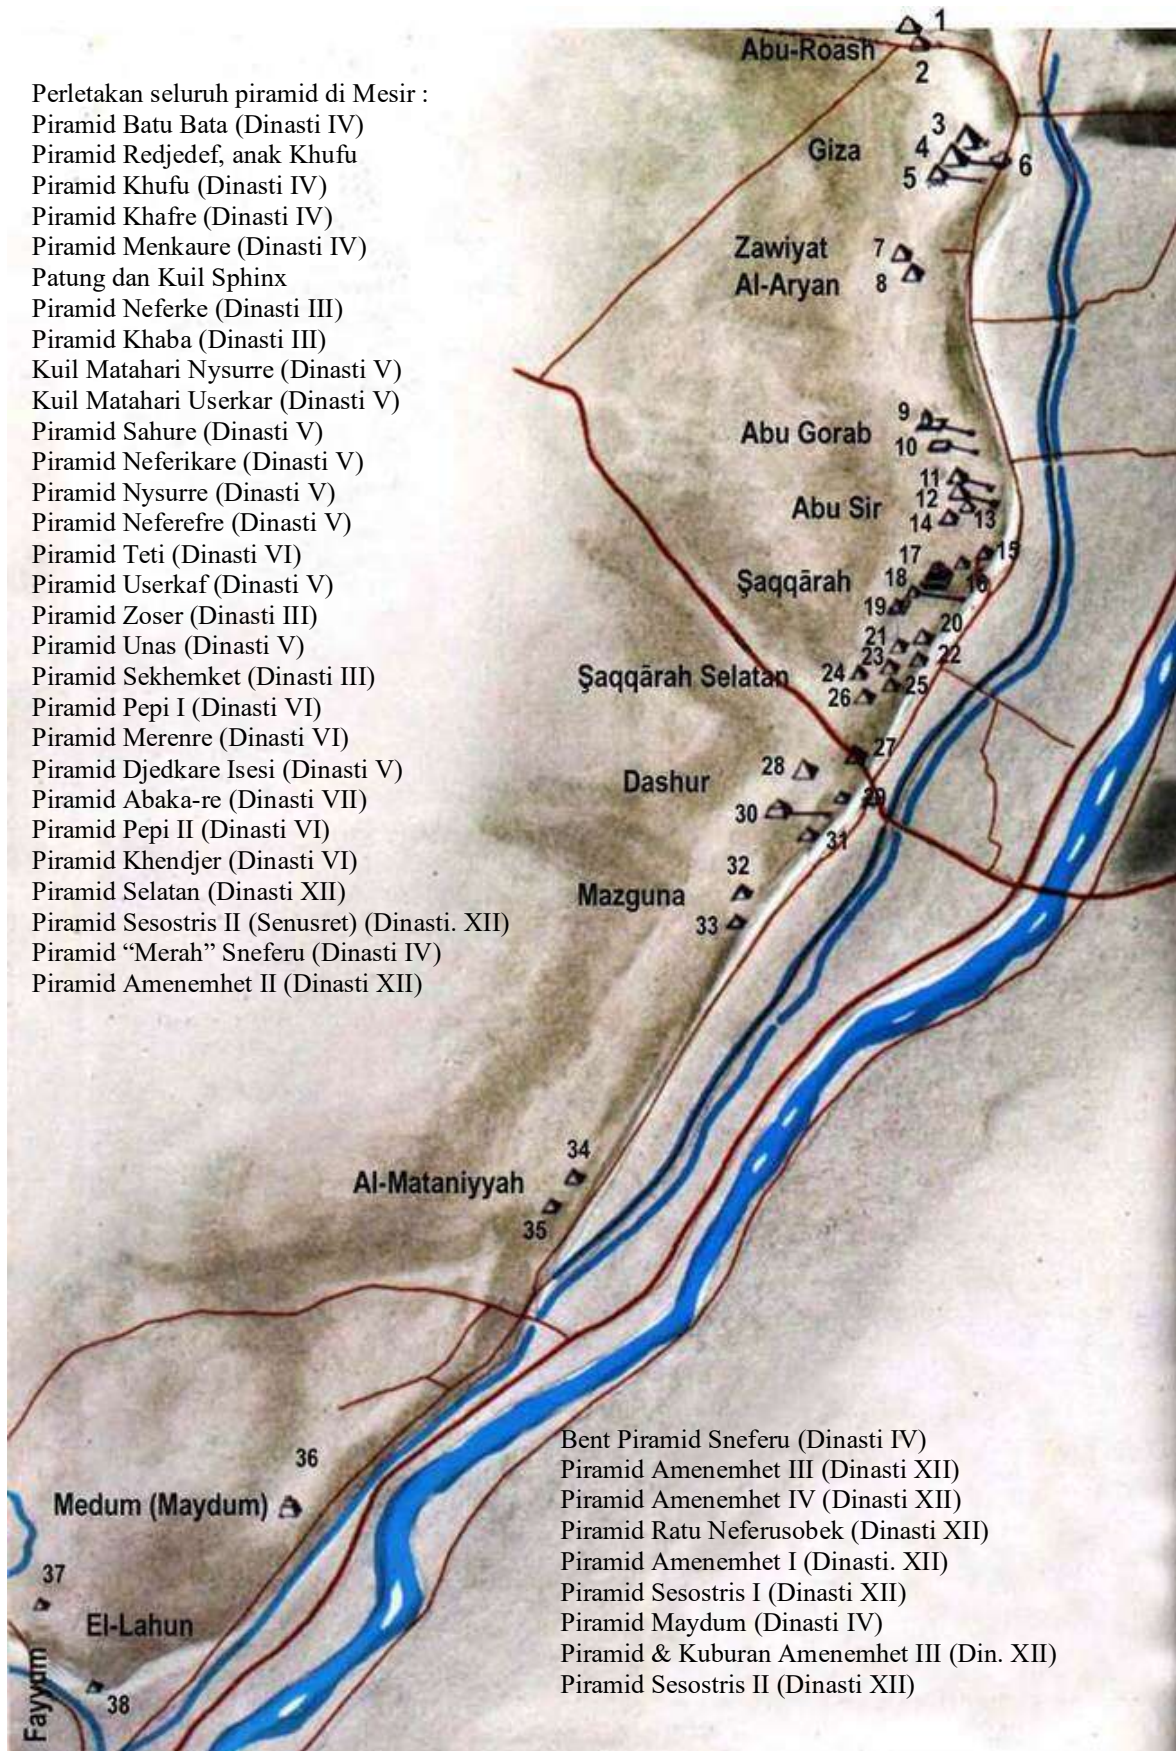 1
Abu-Roash
2
Perletakan seluruh piramid di Mesir :
Piramid Batu Bata (Dinasti IV)
Piramid Redjedef, anak Khufu
Piramid Khufu (Dinasti IV)
Piramid Khafre (Dinasti IV)
Piramid Menkaure (Dinasti IV)
Patung dan Kuil Sphinx
Piramid Neferke (Dinasti III)
Piramid Khaba (Dinasti III)
Kuil Matahari Nysurre (Dinasti V)
Kuil Matahari Userkar (Dinasti V)
Piramid Sahure (Dinasti V)
Piramid Neferikare (Dinasti V)
Piramid Nysurre (Dinasti V)
Piramid Neferefre (Dinasti V)
Piramid Teti (Dinasti VI)
Piramid Userkaf (Dinasti V)
Piramid Zoser (Dinasti III)
Piramid Unas (Dinasti V)
Piramid Sekhemket (Dinasti III)
Piramid Pepi I (Dinasti VI)
Piramid Merenre (Dinasti VI)
Piramid Djedkare Isesi (Dinasti V)
Piramid Abaka-re (Dinasti VII)
Piramid Pepi II (Dinasti VI)
Piramid Khendjer (Dinasti VI)
Piramid Selatan (Dinasti XII)
Piramid Sesostris II (Senusret) (Dinasti. XII)
Piramid “Merah” Sneferu (Dinasti IV)
Piramid Amenemhet II (Dinasti XII)
3
4
Giza
5
6
Zawiyat
Al-Aryan
7
8
9
Abu Gorab
10
11
12
Abu Sir
13
14
15
17
16
Şaqqārah
18
19
20
21
22
23
Şaqqārah Selatan
24
25
26
27
28
Dashur
29
30
31
32
Mazguna
33
34
Al-Mataniyyah
35
36
Medum (Maydum)
37
El-Lahun
38
Fayyum
Bent Piramid Sneferu (Dinasti IV)
Piramid Amenemhet III (Dinasti XII)
Piramid Amenemhet IV (Dinasti XII)
Piramid Ratu Neferusobek (Dinasti XII)
Piramid Amenemhet I (Dinasti. XII)
Piramid Sesostris I (Dinasti XII)
Piramid Maydum (Dinasti IV)
Piramid & Kuburan Amenemhet III (Din. XII)
Piramid Sesostris II (Dinasti XII)